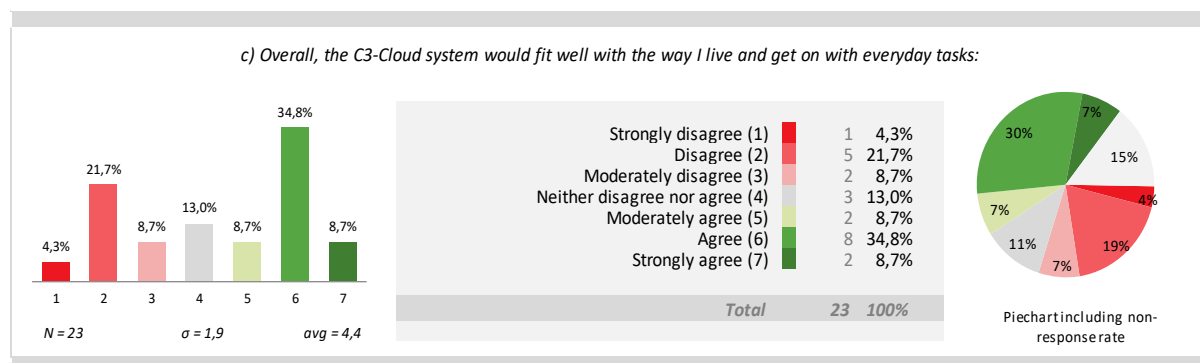 c) Overall, the C3-Cloud system would fit well with the way I live and get on with everyday tasks:
4,3%
21,7%
8,7%
13,0%
8,7%
34,8%
8,7%
1 2 3 4 5 6 7
N = 23 σ = 1,9 avg = 4,4
Strongly disagree (1) 1 4,3%
Disagree (2) 5 21,7%
Moderately disagree (3) 2 8,7%
Neither disagree nor agree (4) 3 13,0%
Moderately agree (5) 2 8,7%
Agree (6) 8 34,8%
Strongly agree (7) 2 8,7%
Total 23 100%
7%
30%
15%
4%
7%
19%
11%
7%
Piechart including non-
response rate